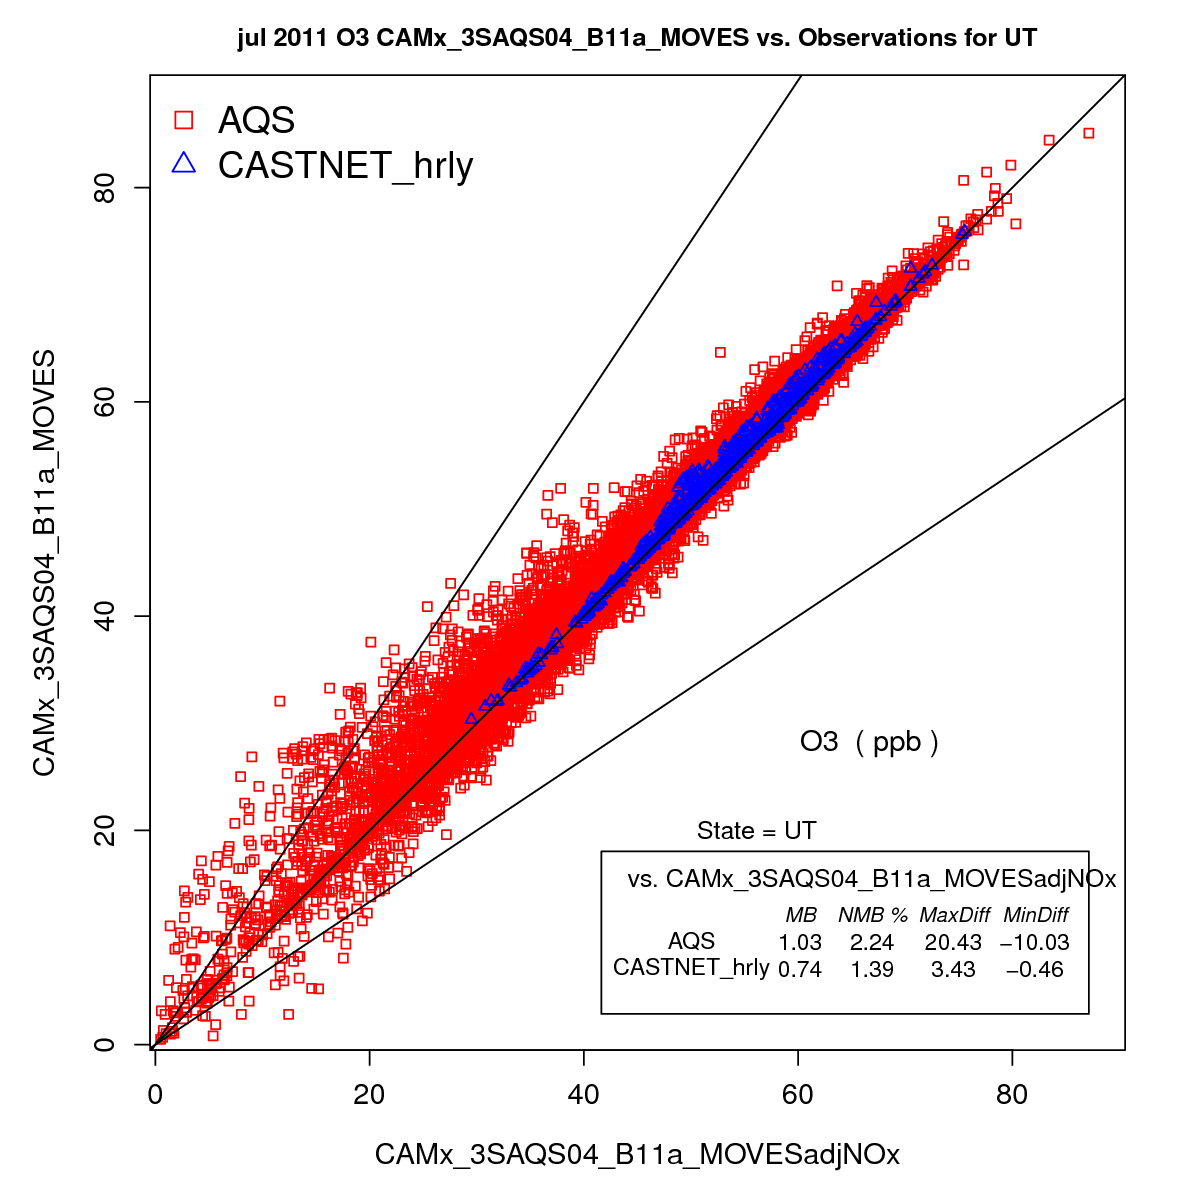 jul 2011 O3 CAMx_3SAQS04_B11a_MOVES vs. Observations for UT
AQS
CASTNET_hrly
CAMx_3SAQS04_B11a_MOVES
80
60
40
20
0
O3 ( ppb )
State = UT
vs. CAMx_3SAQS04_B11a_MOVESadjNOx
MB NMB % MaxDiff MinDiff
AQS 1.03 2.24 20.43 −10.03
CASTNET_hrly 0.74 1.39 3.43 −0.46
0 20 40 60 80
CAMx_3SAQS04_B11a_MOVESadjNOx